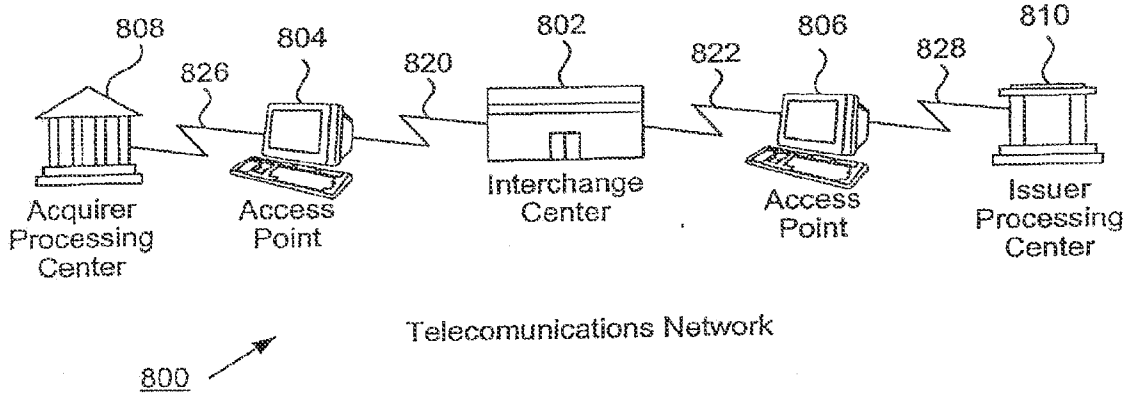 808
804
802
806
810
826
820
822
828
Acquirer
Processing
Center
Access
Point
Interchange
Center
Access
Point
Issuer
Processing
Center
Telecomunications Network
800